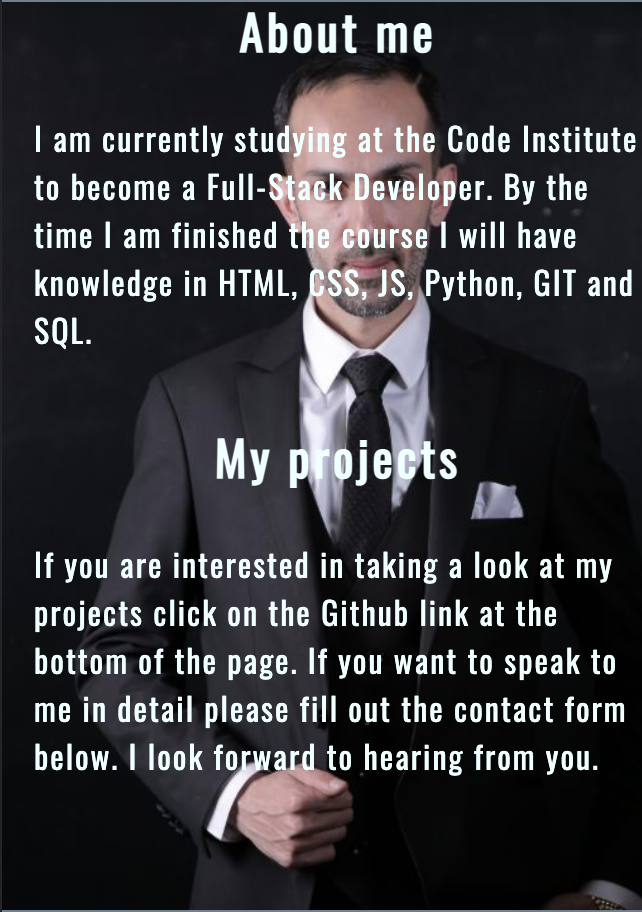 About me
I am currently studying at the Code Institute
to become a Full-Stack Developer. By the
time I am finished the course I will have
knowledge in HTML, CSS, JS, Python, GIT and
SQL.
My projects
If you are interested in taking a look at my
projects click on the Github link at the
bottom of the page. If you want to speak to
me in detail please fill out the contact form
below. I look forward to hearing from you.